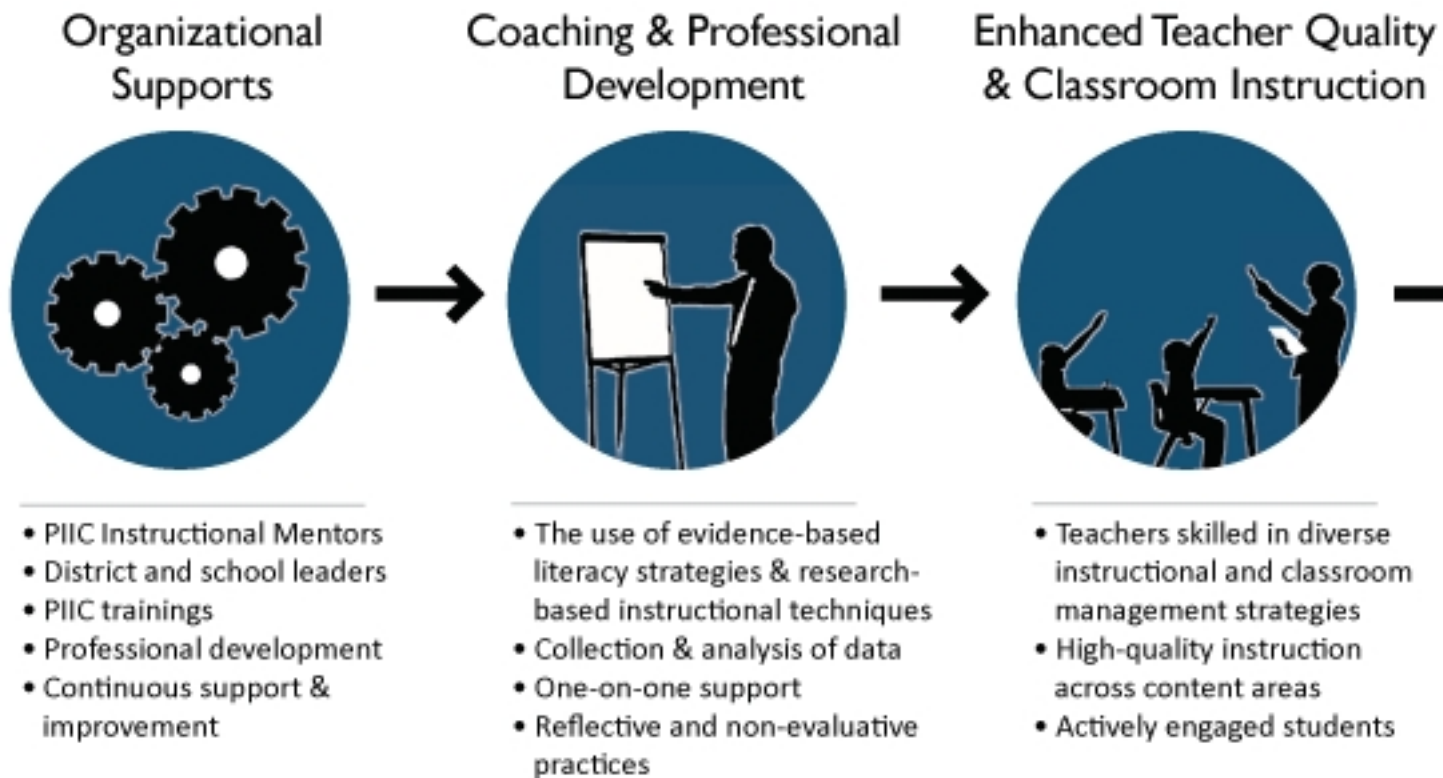 Organizational
Supports
Coaching & Professional
Development
Enhanced Teacher Quality
& Classroom Instruction
• PIIC Instructional Mentors
• District and school leaders
• PIIC trainings
• Professional development
• Continuous support &
improvement
• The use of evidence-based
literacy strategies & research-
based instructional techniques
• Collection & analysis of data
• One-on-one support
• Reflective and non-evaluative
practices
• Teachers skilled in diverse
instructional and classroom
management strategies
• High-quality instruction
across content areas
• Actively engaged students